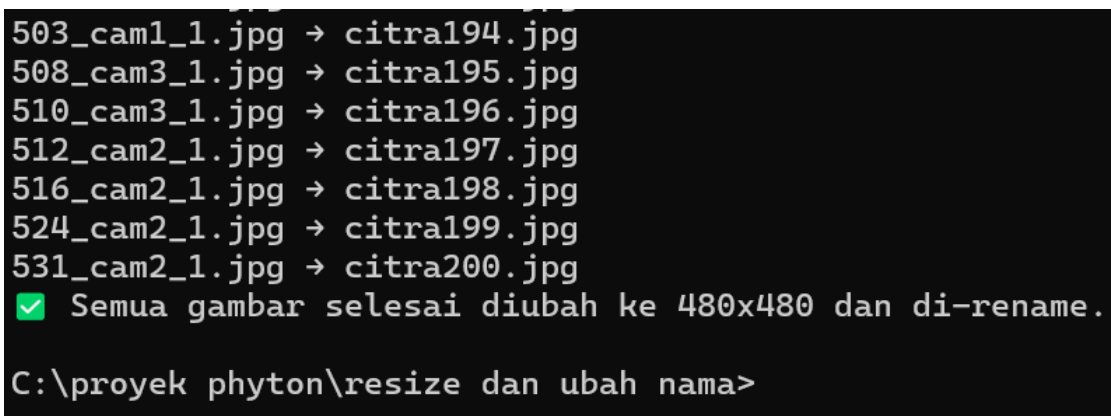 503_cam1_1.jpg → citra194.jpg
508_cam3_1.jpg → citra195.jpg
510_cam3_1.jpg → citra196.jpg
512_cam2_1.jpg → citra197.jpg
516_cam2_1.jpg → citra198.jpg
524_cam2_1.jpg → citra199.jpg
531_cam2_1.jpg → citra200.jpg
✅ Semua gambar selesai diubah ke 480x480 dan di-rename.
C:\proyek phyton\resize dan ubah nama>